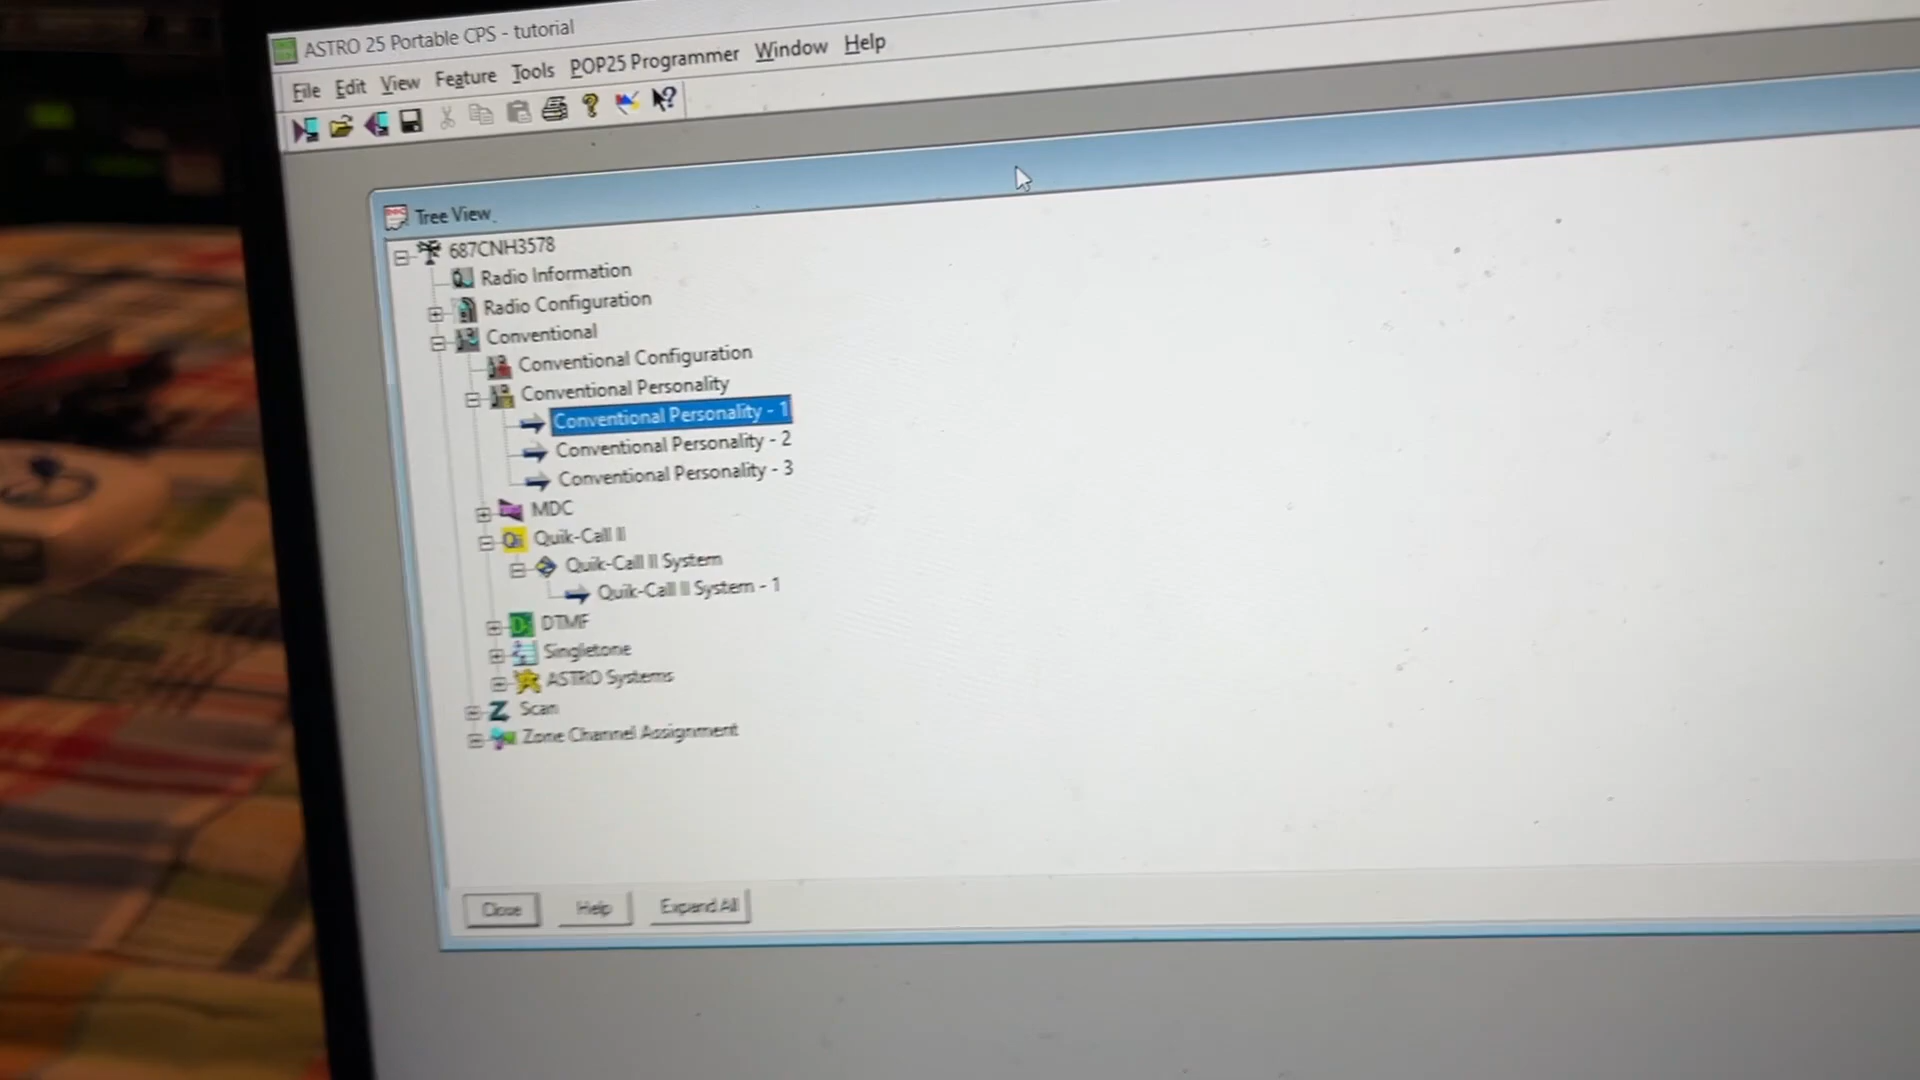 ASTRO 25 Portable CPS - tutorial
File Edit View Feature Tools POP25 Programmer Window Help
Tree View
687CNH3578
Radio Information
Radio Configuration
Conventional
Conventional Configuration
Conventional Personality
Conventional Personality - 1
Conventional Personality - 2
Conventional Personality - 3
MDC
Quik-Call II
Quik-Call II System
Quik-Call II System - 1
DTMF
Singletone
ASTRO Systems
Scan
Zone Channel Assignment
Close Help Expand All